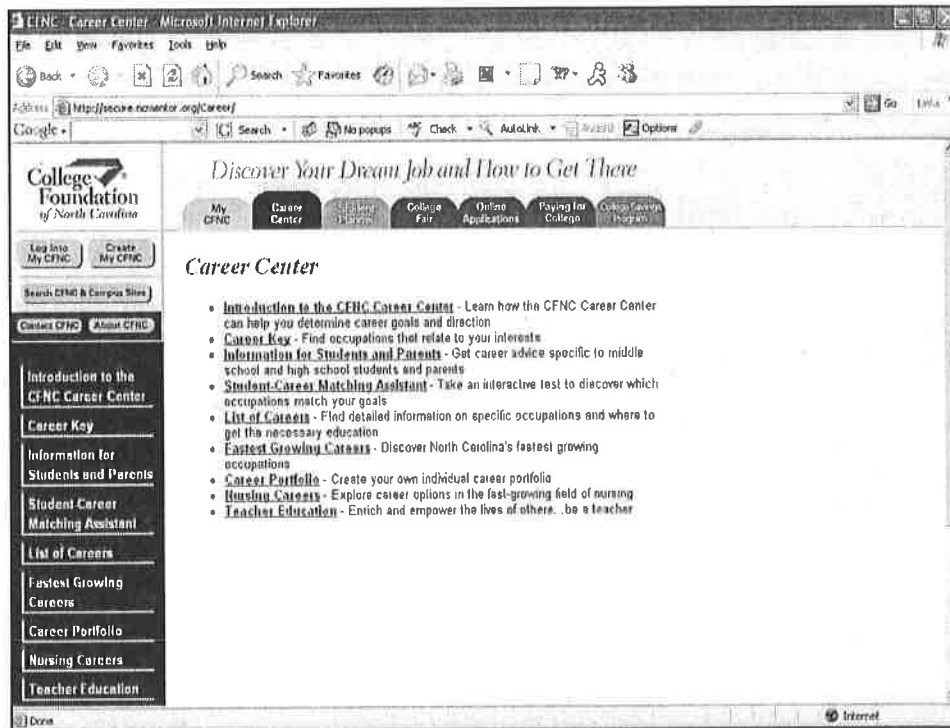 CFNC - Career Center - Microsoft Internet Explorer
File Edit View Favorites Tools Help
Back Search Favorites
Address http://secure.ncmentor.org/Career/ Go Links
Google Search No popups Check AutoLink Options
College
Foundation
of North Carolina
Discover Your Dream Job and How to Get There
My
CFNC
Career
Center
Student
Planner
College
Fair
Online
Applications
Paying for
College
College Savings
Program
Log Into
My CFNC
Create
My CFNC
Search CFNC & Campus Sites
Contact CFNC About CFNC
Introduction to the
CFNC Career Center
Career Key
Information for
Students and Parents
Student-Career
Matching Assistant
List of Careers
Fastest Growing
Careers
Career Portfolio
Nursing Careers
Teacher Education
Career Center
• Introduction to the CFNC Career Center - Learn how the CFNC Career Center
can help you determine career goals and direction
• Career Key - Find occupations that relate to your interests
• Information for Students and Parents - Get career advice specific to middle
school and high school students and parents
• Student-Career Matching Assistant - Take an interactive test to discover which
occupations match your goals
• List of Careers - Find detailed information on specific occupations and where to
get the necessary education
• Fastest Growing Careers - Discover North Carolina's fastest growing
occupations
• Career Portfolio - Create your own individual career portfolio
• Nursing Careers - Explore career options in the fast-growing field of nursing
• Teacher Education - Enrich and empower the lives of others...be a teacher
Done Internet